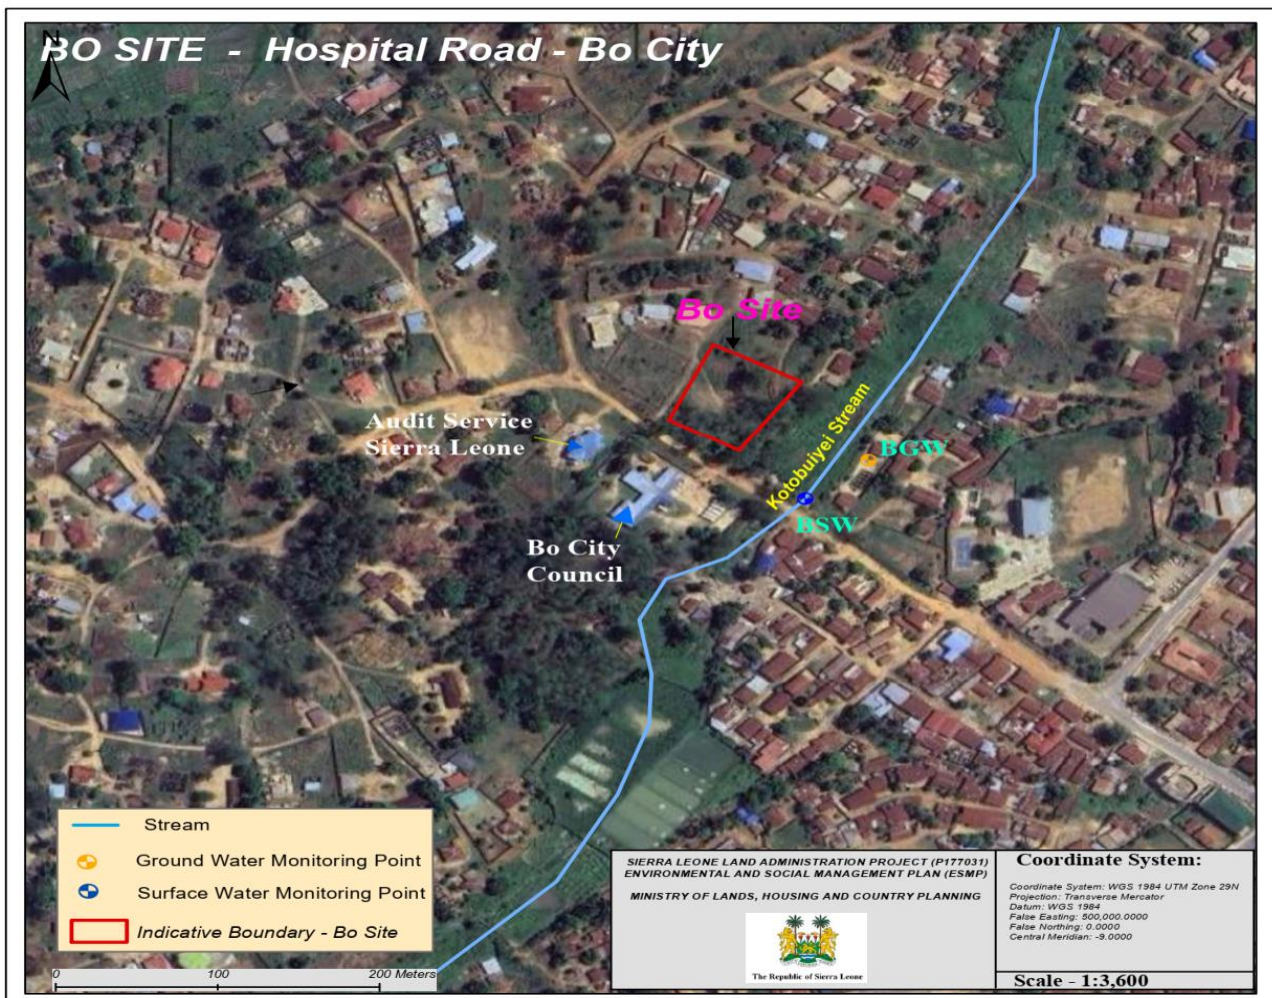 BO SITE - Hospital Road - Bo City
N
Bo Site
Audit Service
Sierra Leone
Kotobuiyei Stream
BGW
BSW
Bo City
Council
Stream
Ground Water Monitoring Point
Surface Water Monitoring Point
Indicative Boundary - Bo Site
0 100 200 Meters
SIERRA LEONE LAND ADMINISTRATION PROJECT (P177031)
ENVIRONMENTAL AND SOCIAL MANAGEMENT PLAN (ESMP)
MINISTRY OF LANDS, HOUSING AND COUNTRY PLANNING
The Republic of Sierra Leone
Coordinate System:
Coordinate System: WGS 1984 UTM Zone 29N
Projection: Transverse Mercator
Datum: WGS 1984
False Easting: 500,000.0000
False Northing: 0.0000
Central Meridian: -9.0000
Scale - 1:3,600